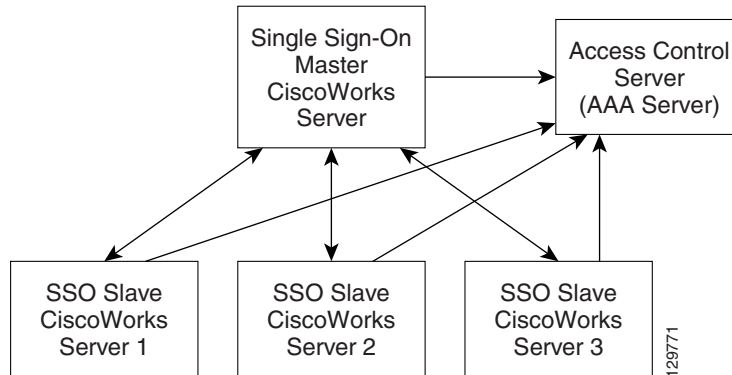 Single Sign-On
Master
CiscoWorks
Server
Access Control
Server
(AAA Server)
SSO Slave
CiscoWorks
Server 1
SSO Slave
CiscoWorks
Server 2
SSO Slave
CiscoWorks
Server 3
129771